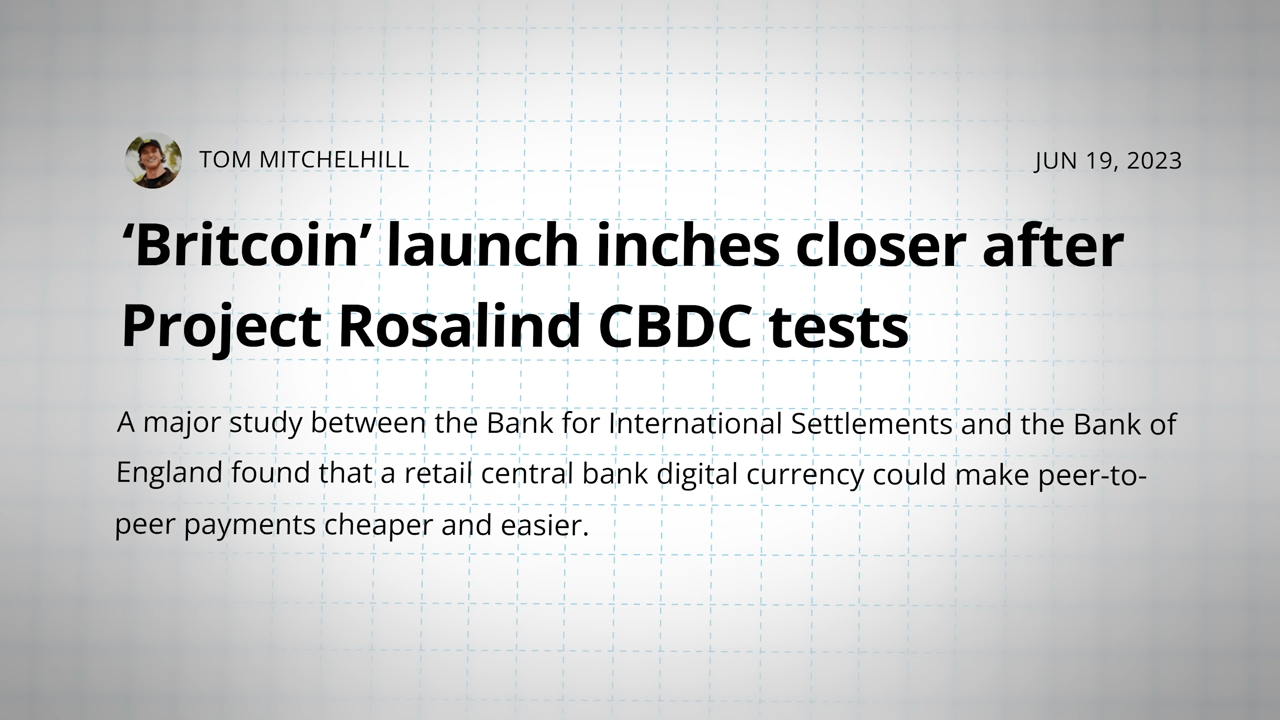 TOM MITCHELHILL
JUN 19, 2023
‘Britcoin’ launch inches closer after
Project Rosalind CBDC tests
A major study between the Bank for International Settlements and the Bank of
England found that a retail central bank digital currency could make peer-to-
peer payments cheaper and easier.